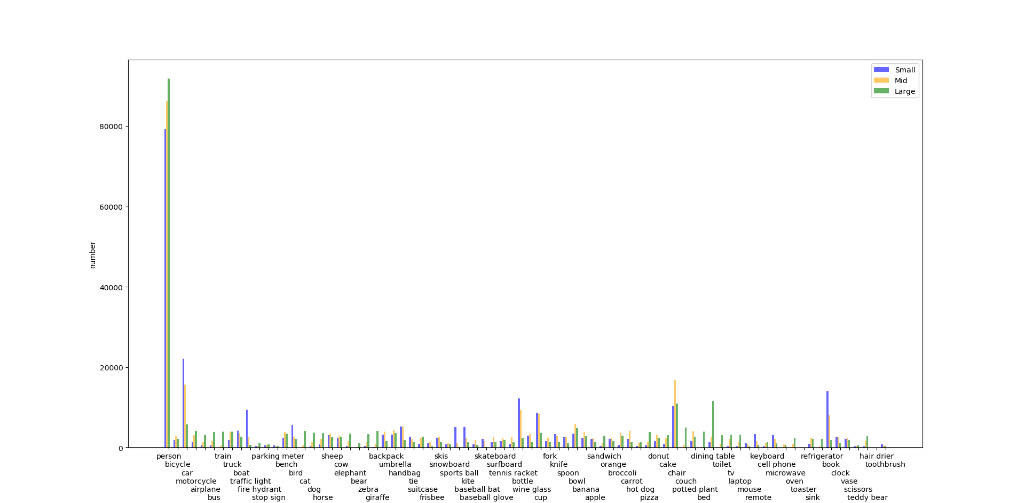 Small
Mid
Large
number
80000
60000
40000
20000
0
person train parking meter sheep backpack skis skateboard fork sandwich donut dining table keyboard refrigerator hair drier
bicycle truck bench cow umbrella snowboard surfboard knife orange cake toilet cell phone book toothbrush
car boat bird elephant handbag sports ball tennis racket spoon broccoli chair tv microwave clock
motorcycle traffic light cat bear tie kite bottle bowl carrot couch laptop oven vase
airplane fire hydrant dog zebra suitcase baseball bat wine glass banana hot dog potted plant mouse toaster scissors
bus stop sign horse giraffe frisbee baseball glove cup apple pizza bed remote sink teddy bear